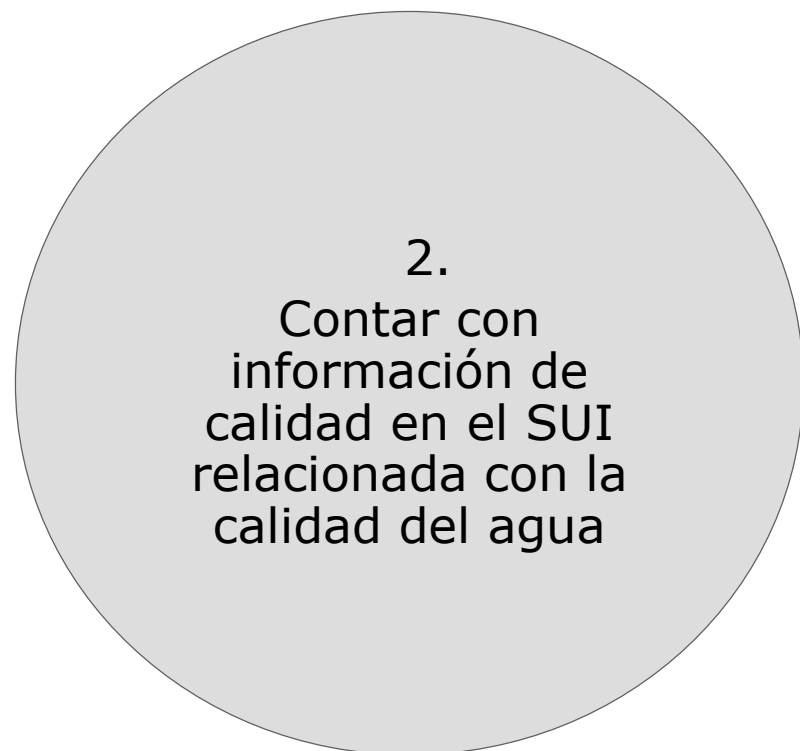 2.
Contar con
información de
calidad en el SUI
relacionada con la
calidad del agua